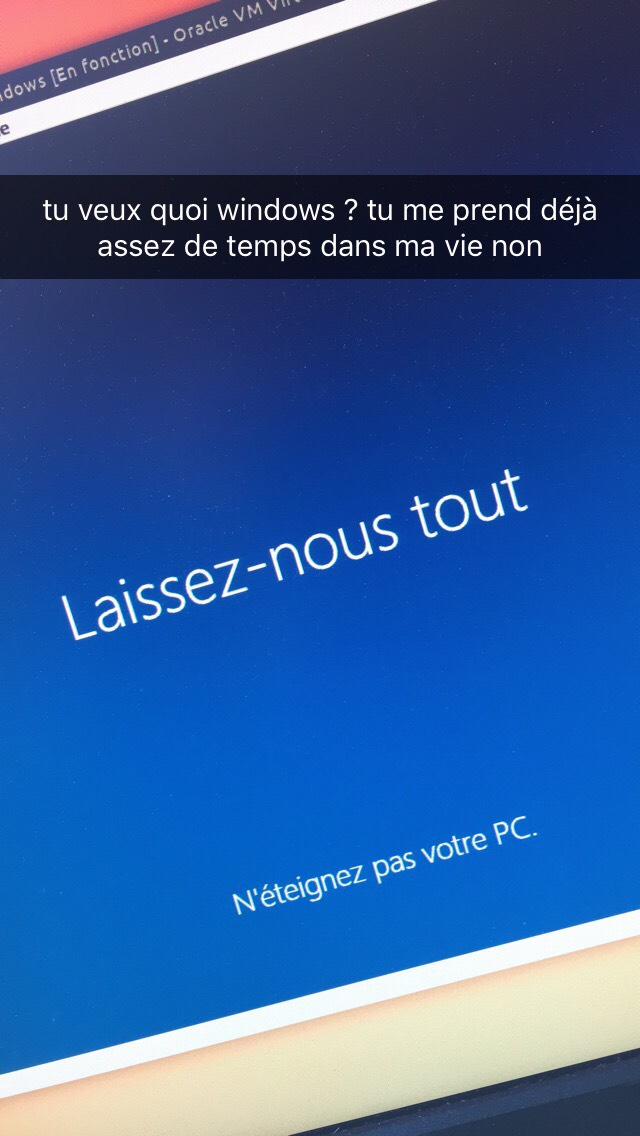 [En fonction] - Oracle VM
tu veux quoi windows ? tu me prend déjà
assez de temps dans ma vie non
Laissez-nous tout
N'éteignez pas votre PC.